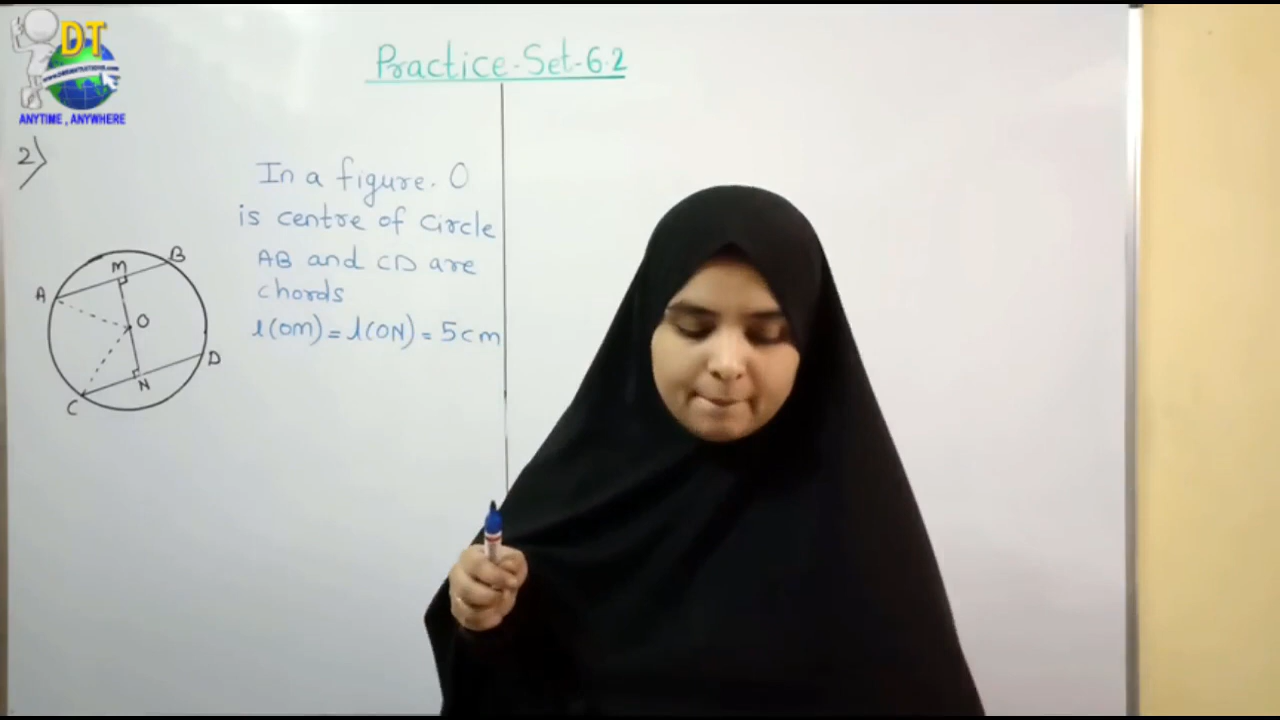 DT
ANYTIME , ANYWHERE
Practice-Set-6.2
2)
In a figure. O
is centre of circle
AB and CD are
chords
l(OM) = l(ON) = 5cm
M
B
A
O
D
N
C